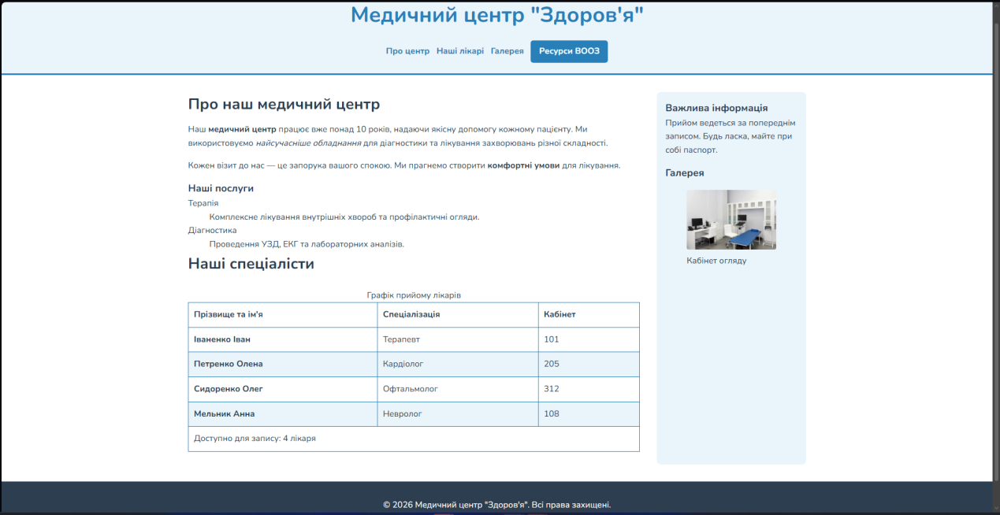 Медичний центр "Здоров'я"
Про центр Наші лікарі Галерея Ресурси ВООЗ
Про наш медичний центр
Наш медичний центр працює вже понад 10 років, надаючи якісну допомогу кожному пацієнту. Ми
використовуємо найсучасніше обладнання для діагностики та лікування захворювань різної складності.
Кожен візит до нас — це запорука вашого спокою. Ми прагнемо створити комфортні умови для лікування.
Наші послуги
Терапія
Комплексне лікування внутрішніх хвороб та профілактичні огляди.
Діагностика
Проведення УЗД, ЕКГ та лабораторних аналізів.
Наші спеціалісти
Графік прийому лікарів
Прізвище та ім'я Спеціалізація Кабінет
Іваненко Іван Терапевт 101
Петренко Олена Кардіолог 205
Сидоренко Олег Офтальмолог 312
Мельник Анна Невролог 108
Доступно для запису: 4 лікаря
Важлива інформація
Прийом ведеться за попереднім
записом. Будь ласка, майте при
собі паспорт.
Галерея
Кабінет огляду
© 2026 Медичний центр "Здоров'я". Всі права захищені.